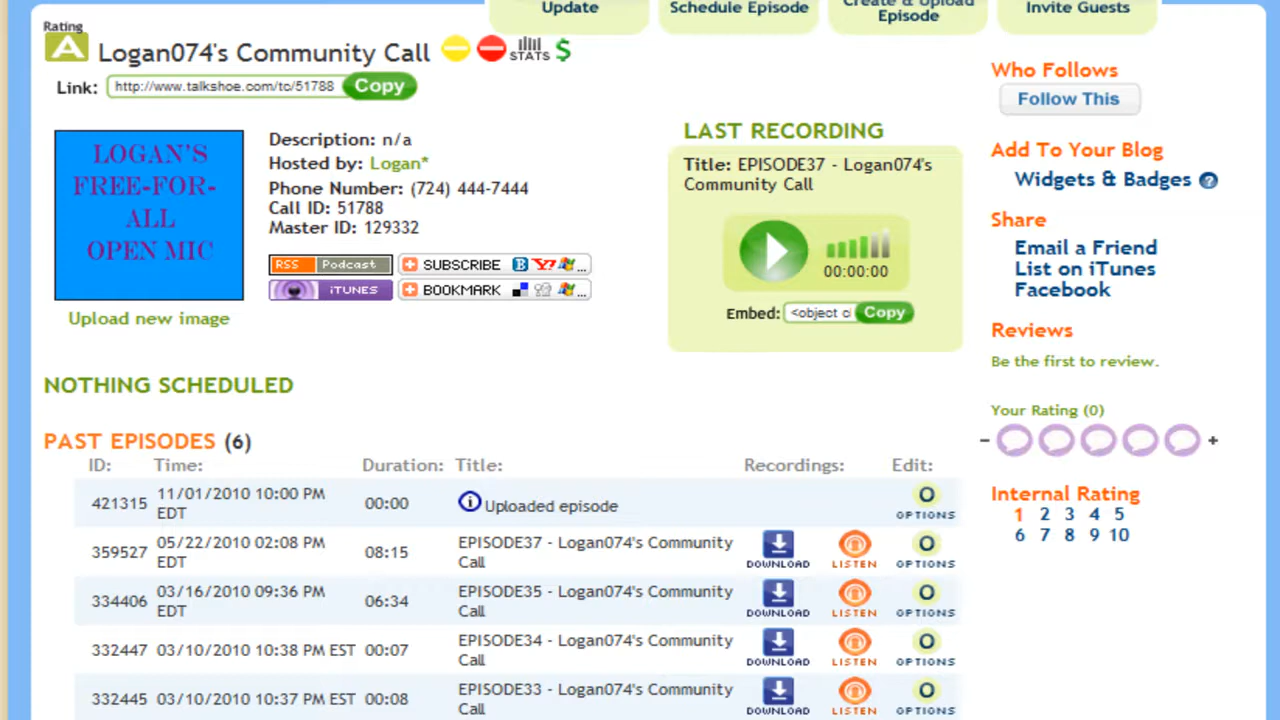 Update
Schedule Episode
Create & Upload
Episode
Invite Guests
Rating
A
Logan074's Community Call
STATS $
Link: http://www.talkshoe.com/tc/51788 Copy
LOGAN'S
FREE-FOR-
ALL
OPEN MIC
Upload new image
Description: n/a
Hosted by: Logan*
Phone Number: (724) 444-7444
Call ID: 51788
Master ID: 129332
RSS Podcast
SUBSCRIBE B Y! ...
iTUNES
BOOKMARK ...
LAST RECORDING
Title: EPISODE37 - Logan074's
Community Call
00:00:00
Embed: <object cl Copy
Who Follows
Follow This
Add To Your Blog
Widgets & Badges ?
Share
Email a Friend
List on iTunes
Facebook
Reviews
Be the first to review.
Your Rating (0)
- +
Internal Rating
1 2 3 4 5
6 7 8 9 10
NOTHING SCHEDULED
PAST EPISODES (6)
ID: Time: Duration: Title: Recordings: Edit:
421315 11/01/2010 10:00 PM EDT 00:00 i Uploaded episode O OPTIONS
359527 05/22/2010 02:08 PM EDT 08:15 EPISODE37 - Logan074's Community Call DOWNLOAD LISTEN O OPTIONS
334406 03/16/2010 09:36 PM EDT 06:34 EPISODE35 - Logan074's Community Call DOWNLOAD LISTEN O OPTIONS
332447 03/10/2010 10:38 PM EST 00:07 EPISODE34 - Logan074's Community Call DOWNLOAD LISTEN O OPTIONS
332445 03/10/2010 10:37 PM EST 00:08 EPISODE33 - Logan074's Community Call DOWNLOAD LISTEN O OPTIONS